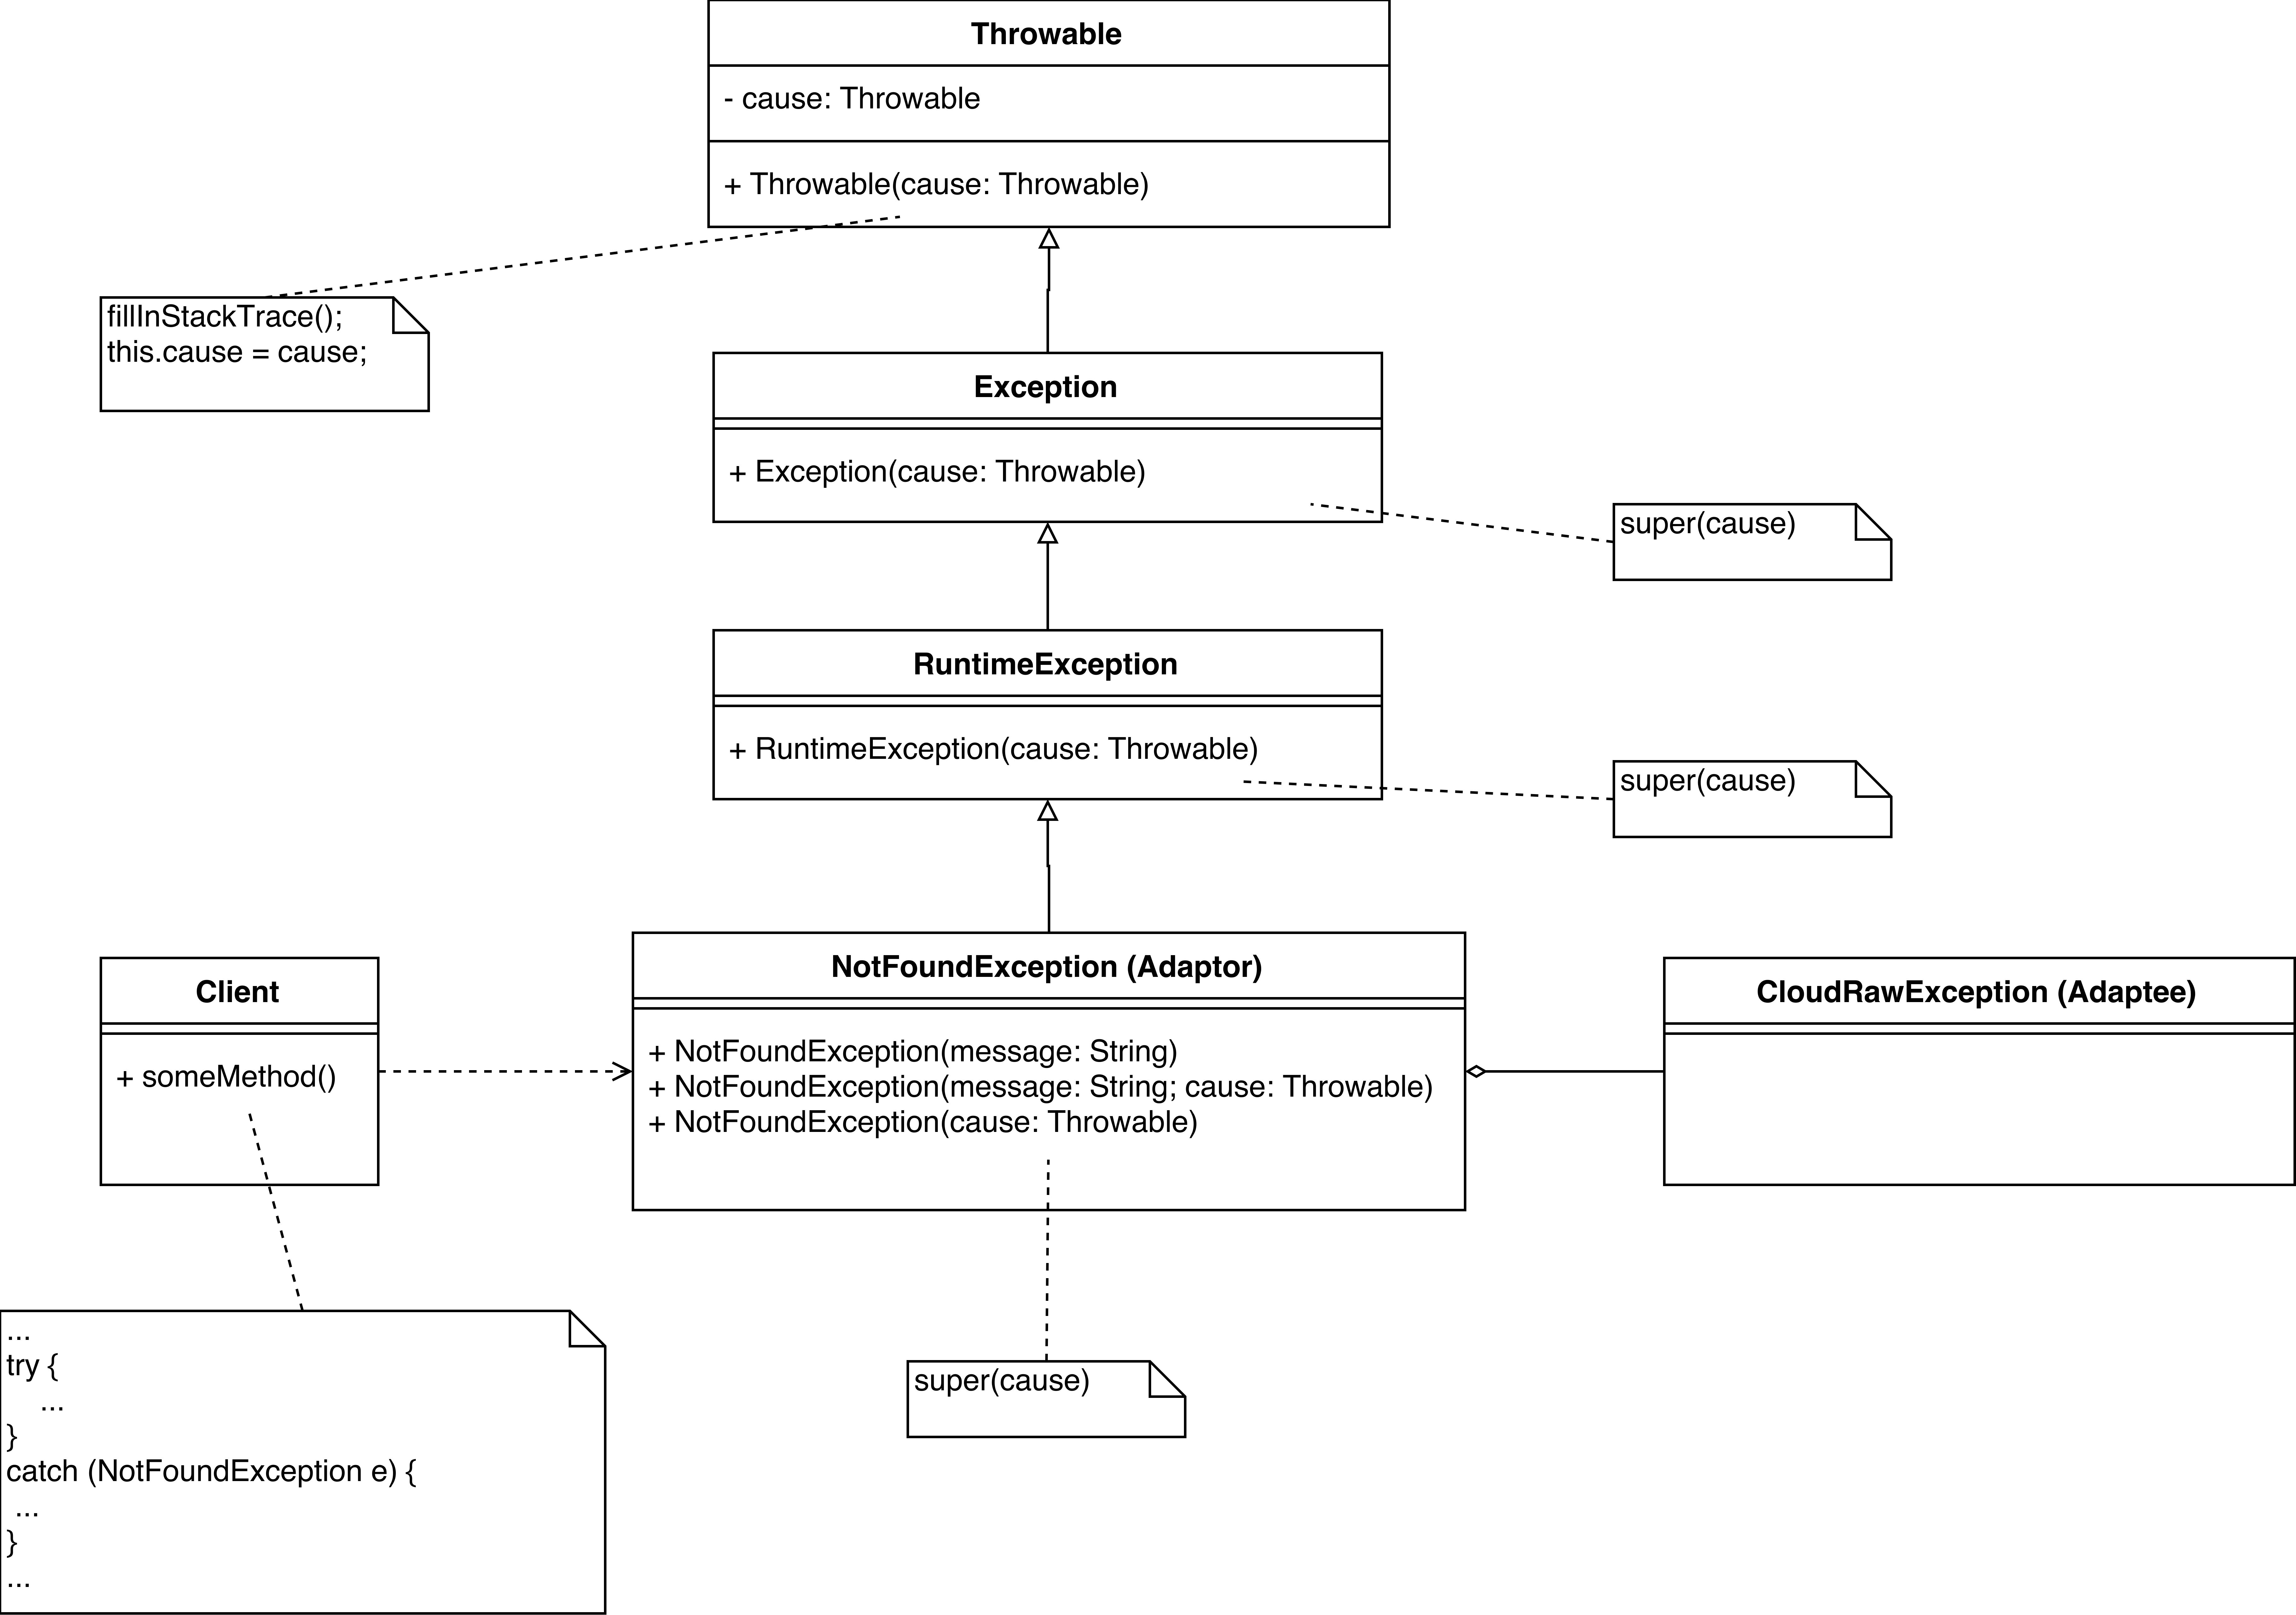 Throwable
- cause: Throwable
+ Throwable(cause: Throwable)
fillInStackTrace();
this.cause = cause;
Exception
+ Exception(cause: Throwable)
super(cause)
RuntimeException
+ RuntimeException(cause: Throwable)
super(cause)
Client
+ someMethod()
NotFoundException (Adaptor)
+ NotFoundException(message: String)
+ NotFoundException(message: String; cause: Throwable)
+ NotFoundException(cause: Throwable)
CloudRawException (Adaptee)
...
try {
...
}
catch (NotFoundException e) {
...
}
...
super(cause)